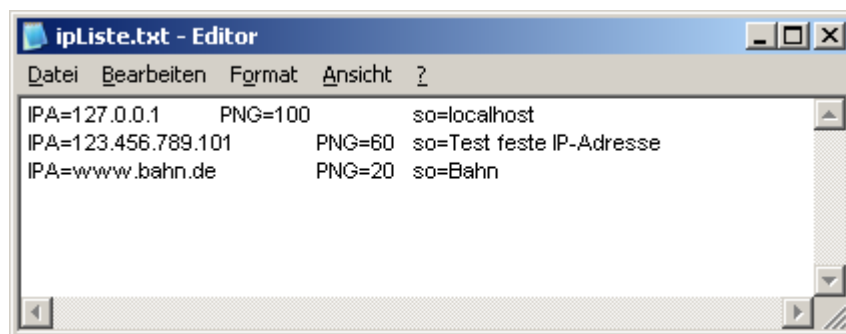 ipListe.txt - Editor
Datei Bearbeiten Format Ansicht ?
IPA=127.0.0.1 PNG=100 so=localhost
IPA=123.456.789.101 PNG=60 so=Test feste IP-Adresse
IPA=www.bahn.de PNG=20 so=Bahn